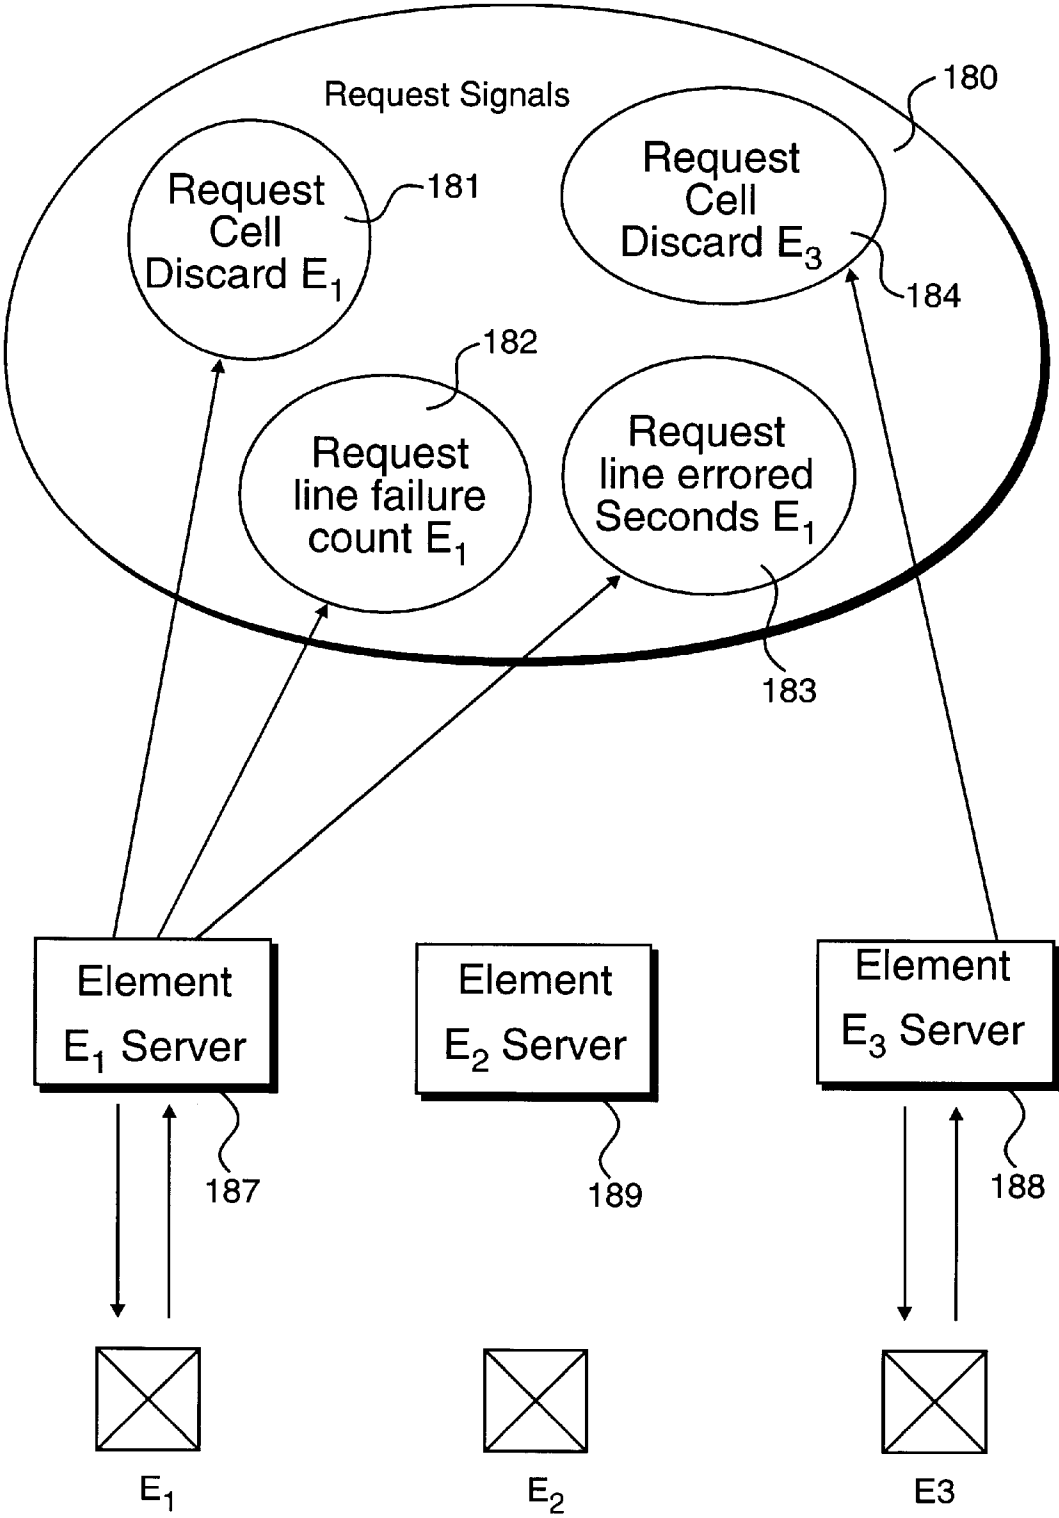 Request Signals
180
Request
Cell
Discard E1
181
Request
Cell
Discard E3
184
182
Request
line failure
count E1
Request
line errored
Seconds E1
183
Element
E1 Server
187
Element
E2 Server
189
Element
E3 Server
188
E1
E2
E3